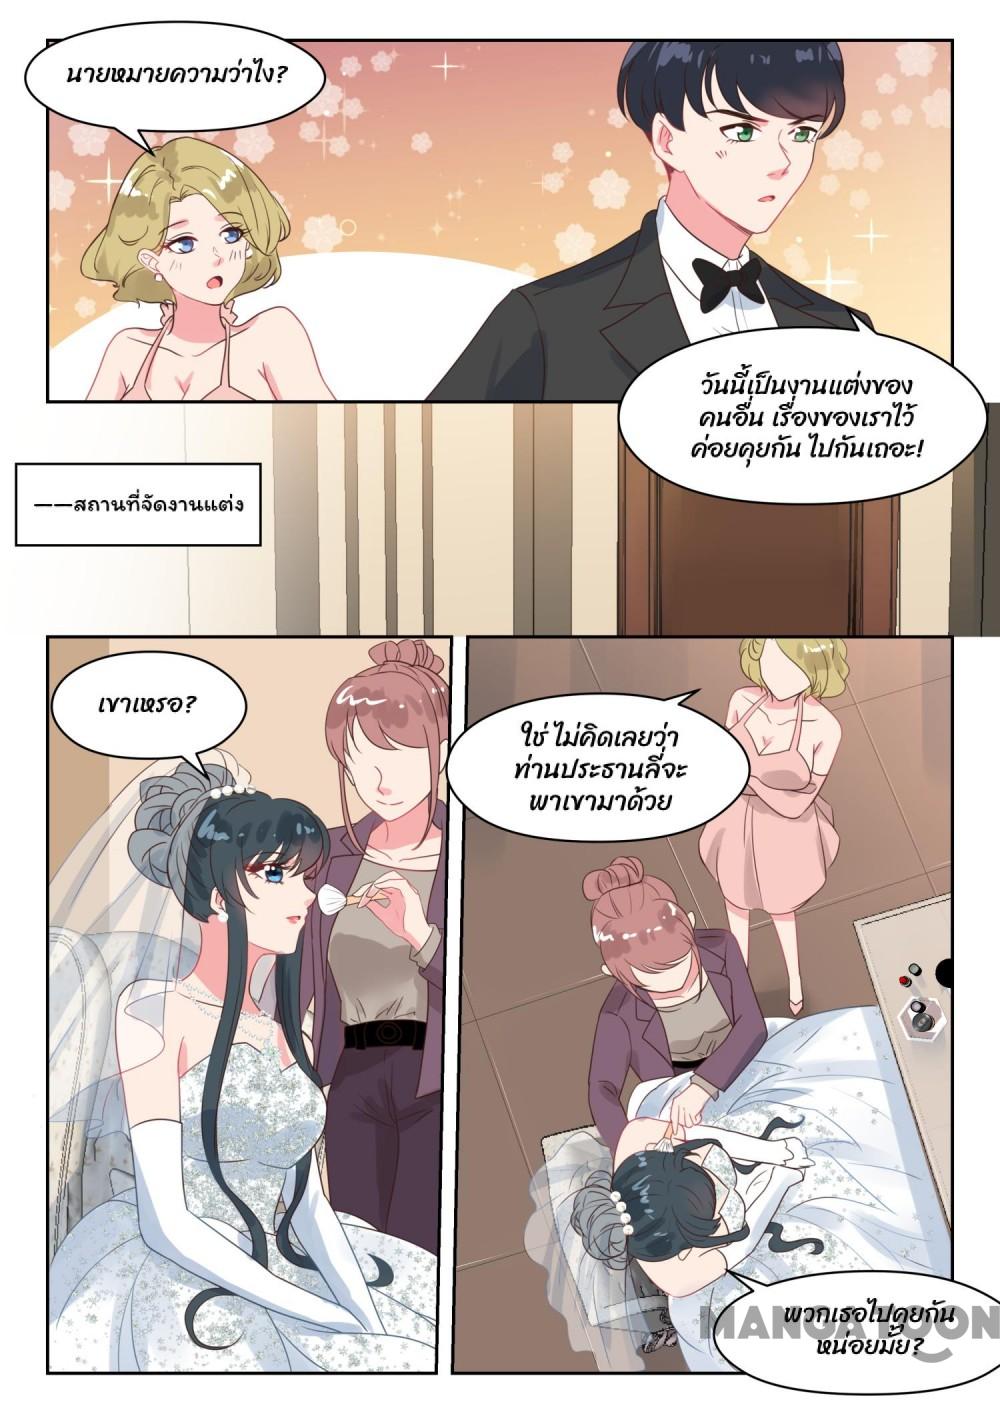 นายหมายความว่าไง?
วันนี้เป็นงานแต่งของ
คนอื่น เรื่องของเราไว้
ค่อยคุยกัน ไปกันเถอะ!
——สถานที่จัดงานแต่ง
เขาเหรอ?
ใช่ ไม่คิดเลยว่า
ท่านประธานลี่จะ
พาเขามาด้วย
พวกเธอไปคุยกัน
หน่อยมั้ย?